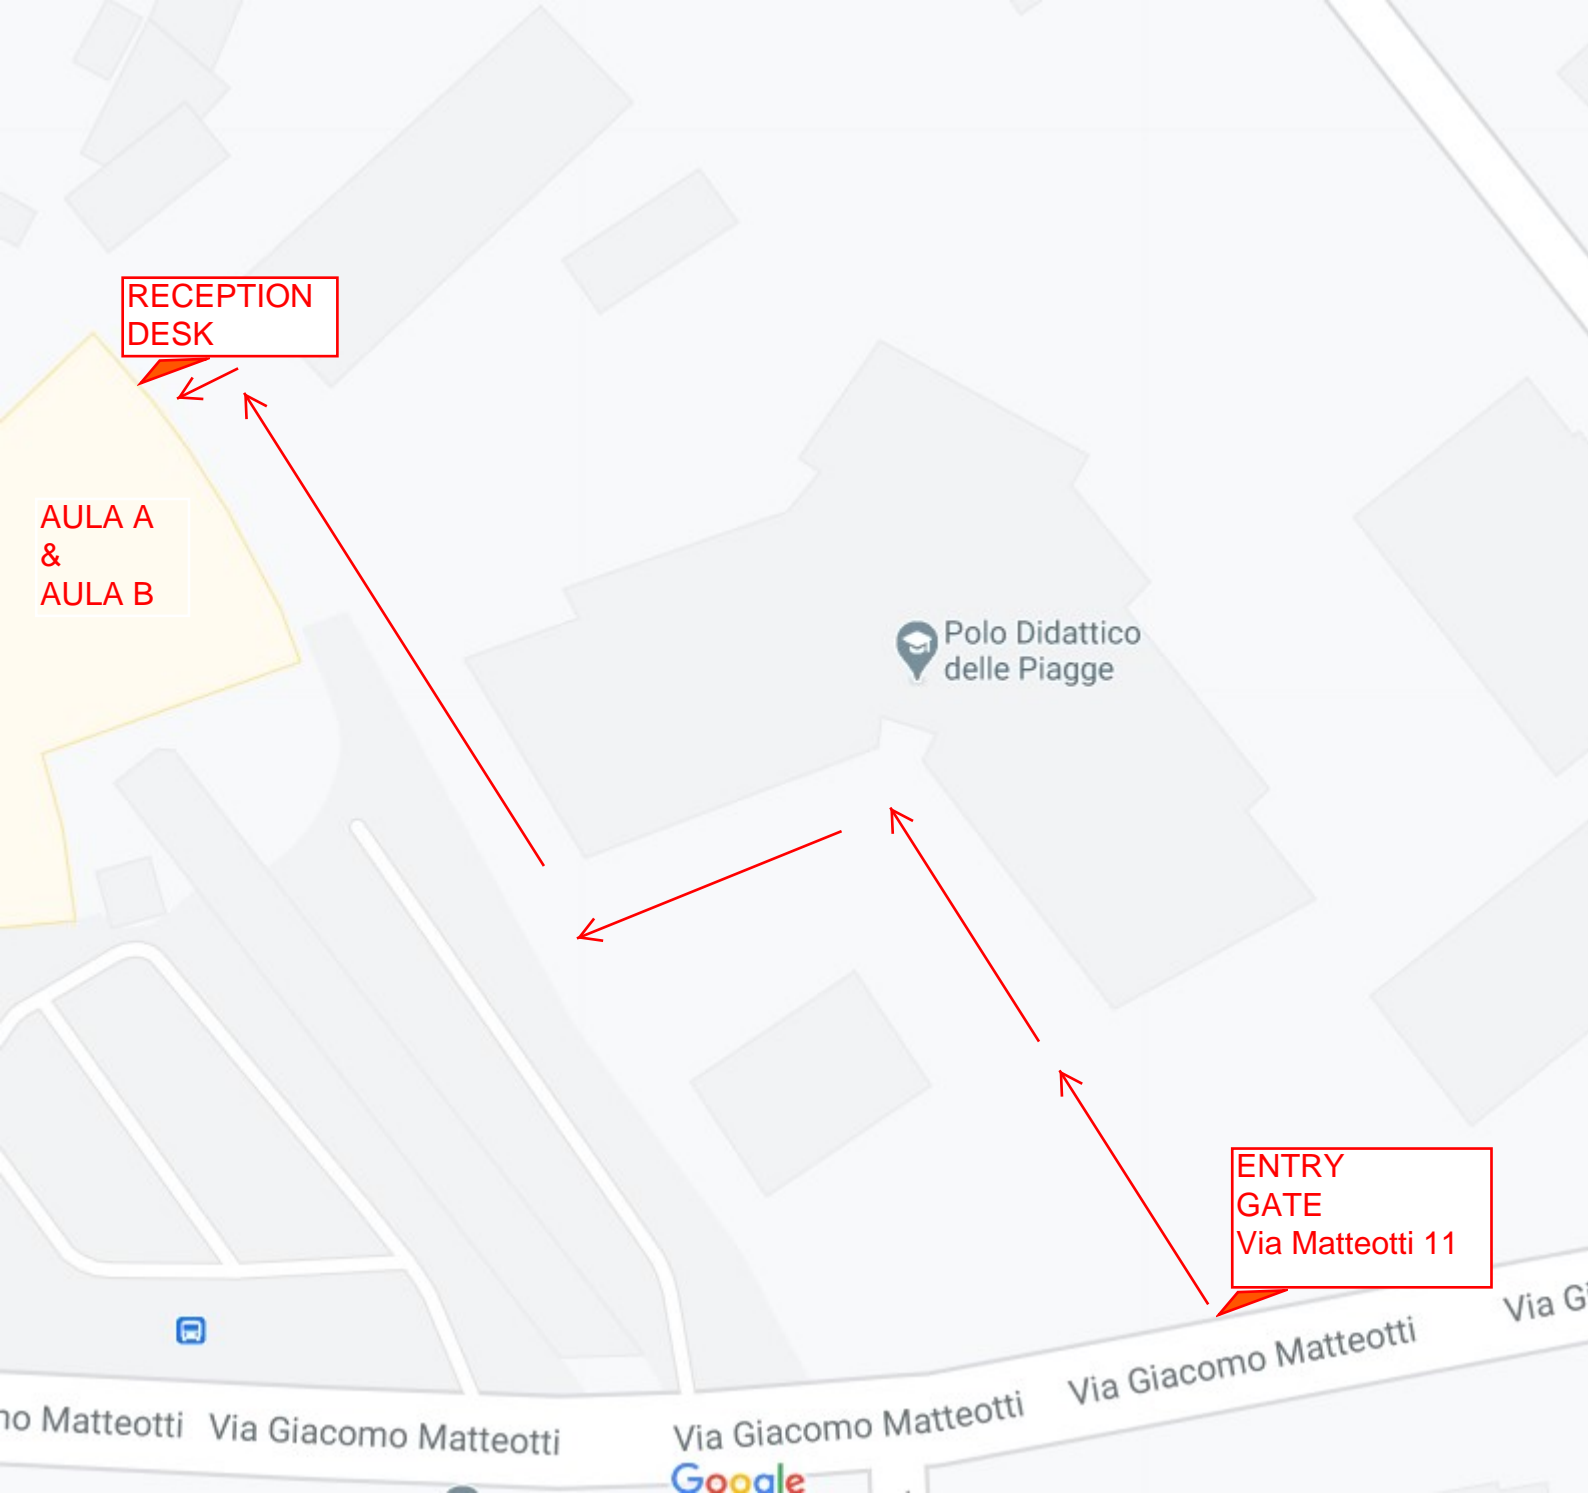 RECEPTION
DESK
AULA A
&
AULA B
Polo Didattico
delle Piagge
ENTRY
GATE
Via Matteotti 11
Via Giacomo Matteotti
Via Giacomo Matteotti
Via Giacomo Matteotti
Matteotti
Via
Google